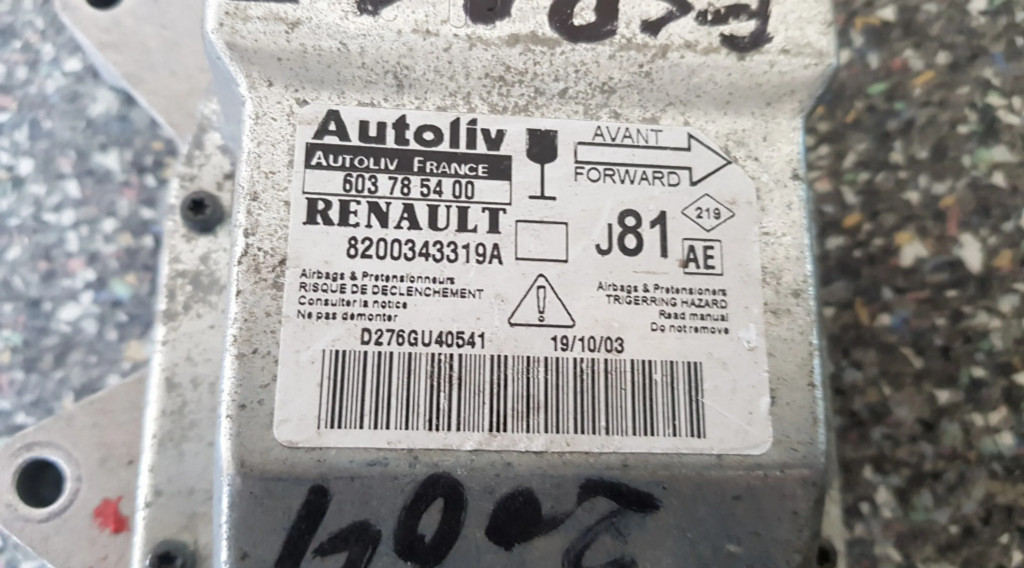 Autoliv
AUTOLIV FRANCE
603 78 54 00
RENAULT
8200343319A
AVANT
FORWARD
J81
219
AE
Airbags & Pretensionneurs
RISQUE DE DECLENCHEMENT
Consulter la notice
Ne pas démonter
Airbags & Pretensioners
TRIGERRING HAZARD
Read manual
Do not remove
D276GU40541
19/10/03